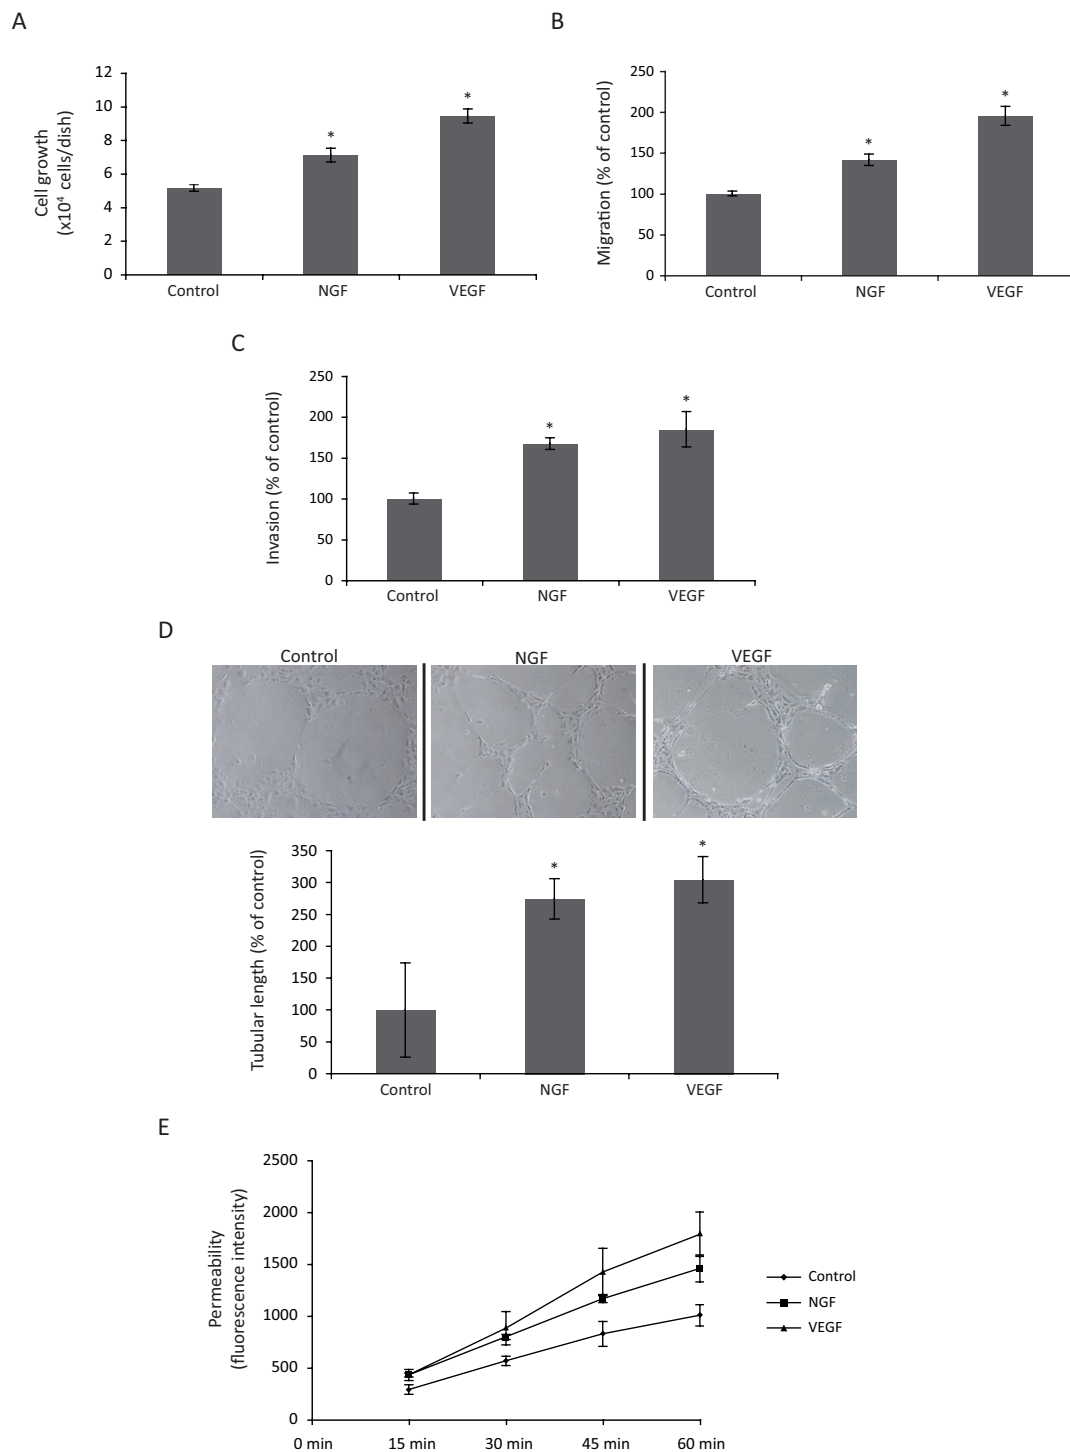 A
Cell growth
(x10⁴ cells/dish)
12
10
8
6
4
2
0
*
*
Control
NGF
VEGF
B
Migration (% of control)
250
200
150
100
50
0
*
*
Control
NGF
VEGF
C
Invasion (% of control)
250
200
150
100
50
0
*
*
Control
NGF
VEGF
D
Control
NGF
VEGF
Tubular length (% of control)
350
300
250
200
150
100
50
0
*
*
Control
NGF
VEGF
E
Permeability
(fluorescence intensity)
2500
2000
1500
1000
500
0
0 min
15 min
30 min
45 min
60 min
Control
NGF
VEGF